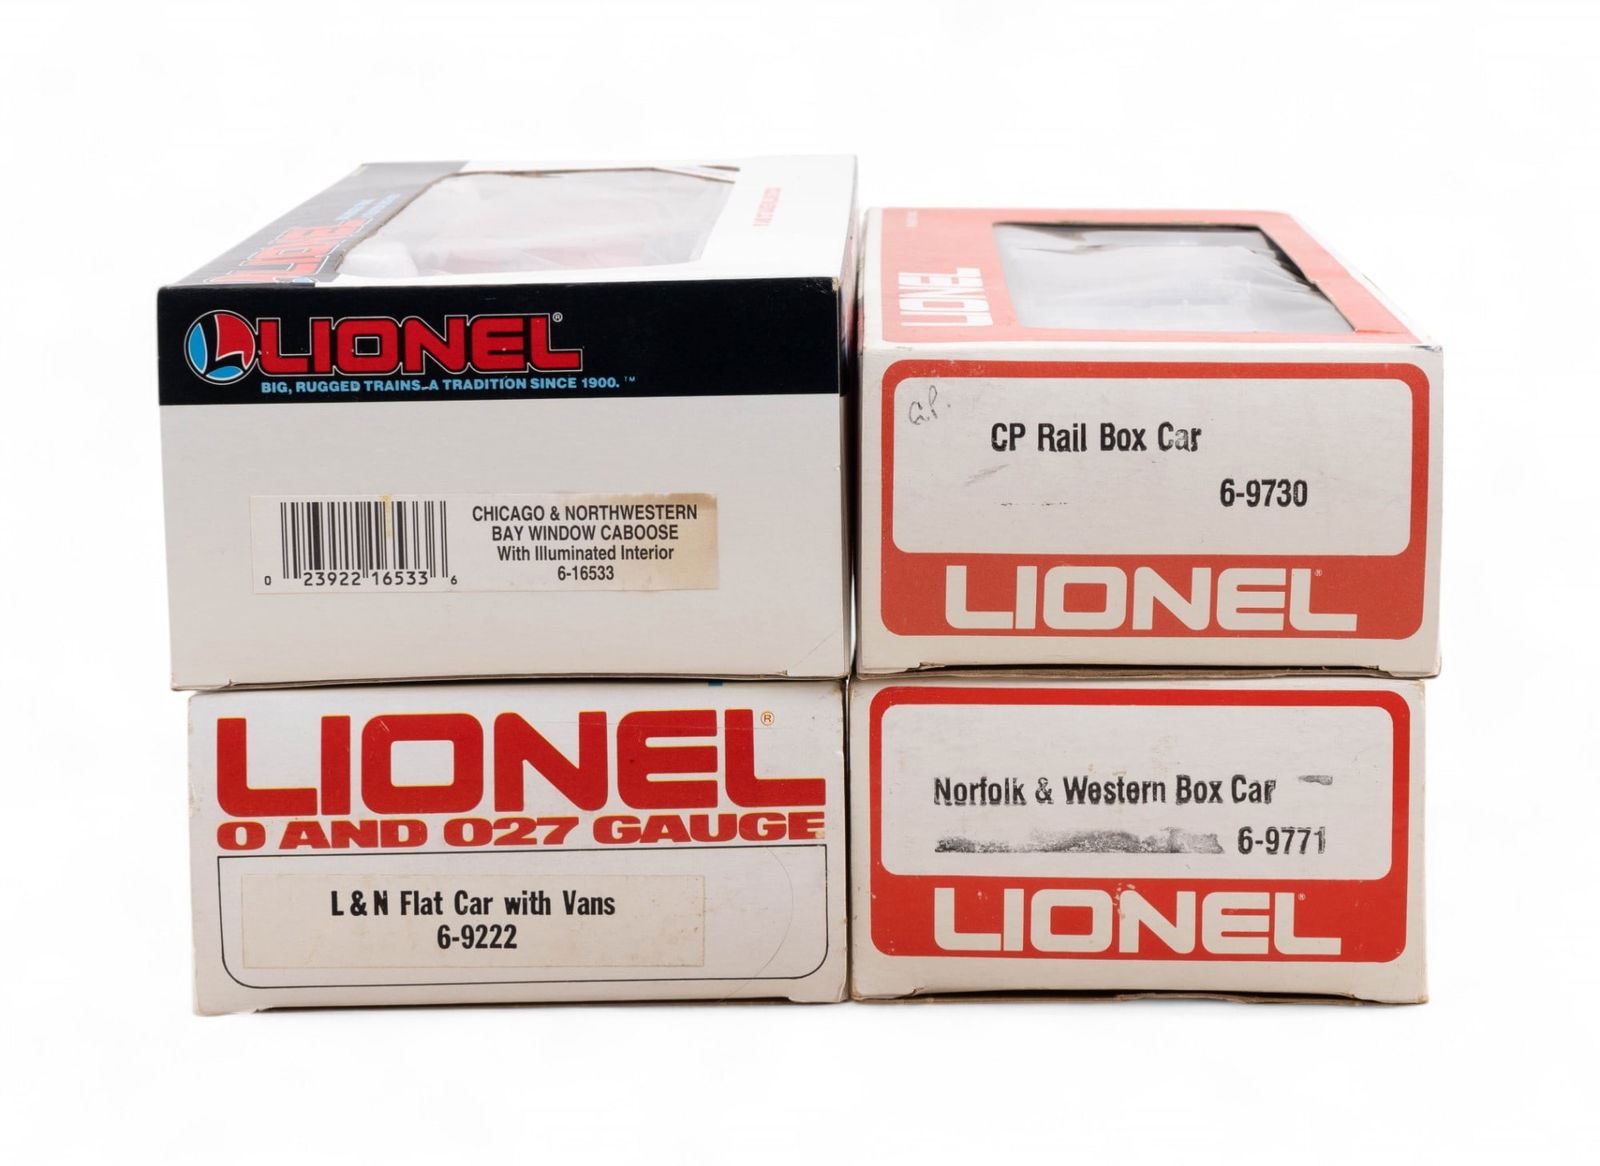 LIONEL
LIONEL®
BIG, RUGGED TRAINS–A TRADITION SINCE 1900.™
CHICAGO & NORTHWESTERN
BAY WINDOW CABOOSE
With Illuminated Interior
6-16533
0 23922 16533 6
LIONEL
CP Rail Box Car
6-9730
LIONEL®
LIONEL®
O AND O27 GAUGE
L & N Flat Car with Vans
6-9222
Norfolk & Western Box Car
6-9771
LIONEL®